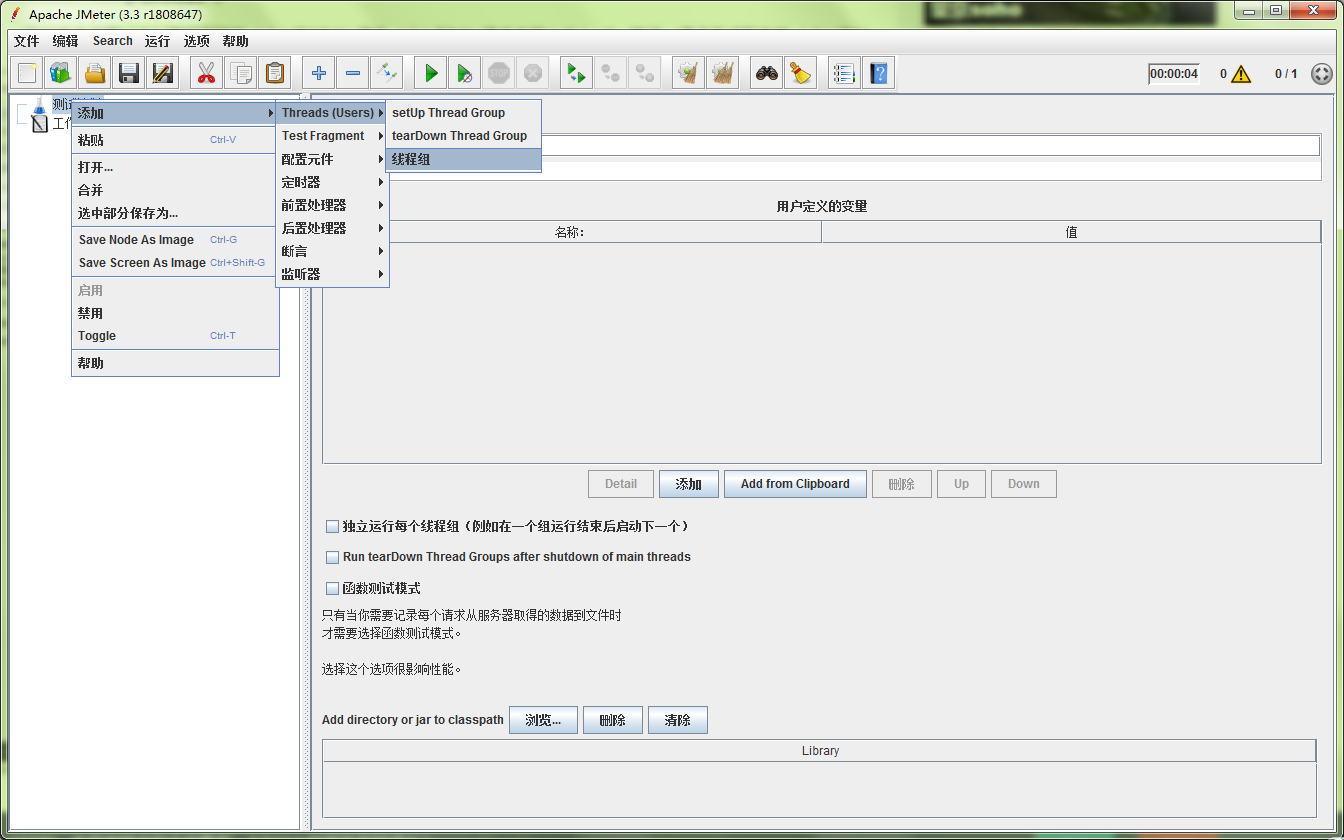 Apache JMeter (3.3 r1808647)
文件 编辑 Search 运行 选项 帮助
STOP
00:00:04 0 0 / 1
添加
粘贴 Ctrl-V
打开...
合并
选中部分保存为...
Save Node As Image Ctrl-G
Save Screen As Image Ctrl+Shift-G
启用
禁用
Toggle Ctrl-T
帮助
Threads (Users)
Test Fragment
配置元件
定时器
前置处理器
后置处理器
断言
监听器
setUp Thread Group
tearDown Thread Group
线程组
用户定义的变量
名称: 值
Detail 添加 Add from Clipboard 删除 Up Down
独立运行每个线程组（例如在一个组运行结束后启动下一个）
Run tearDown Thread Groups after shutdown of main threads
函数测试模式
只有当你需要记录每个请求从服务器取得的数据到文件时
才需要选择函数测试模式。
选择这个选项很影响性能。
Add directory or jar to classpath 浏览... 删除 清除
Library